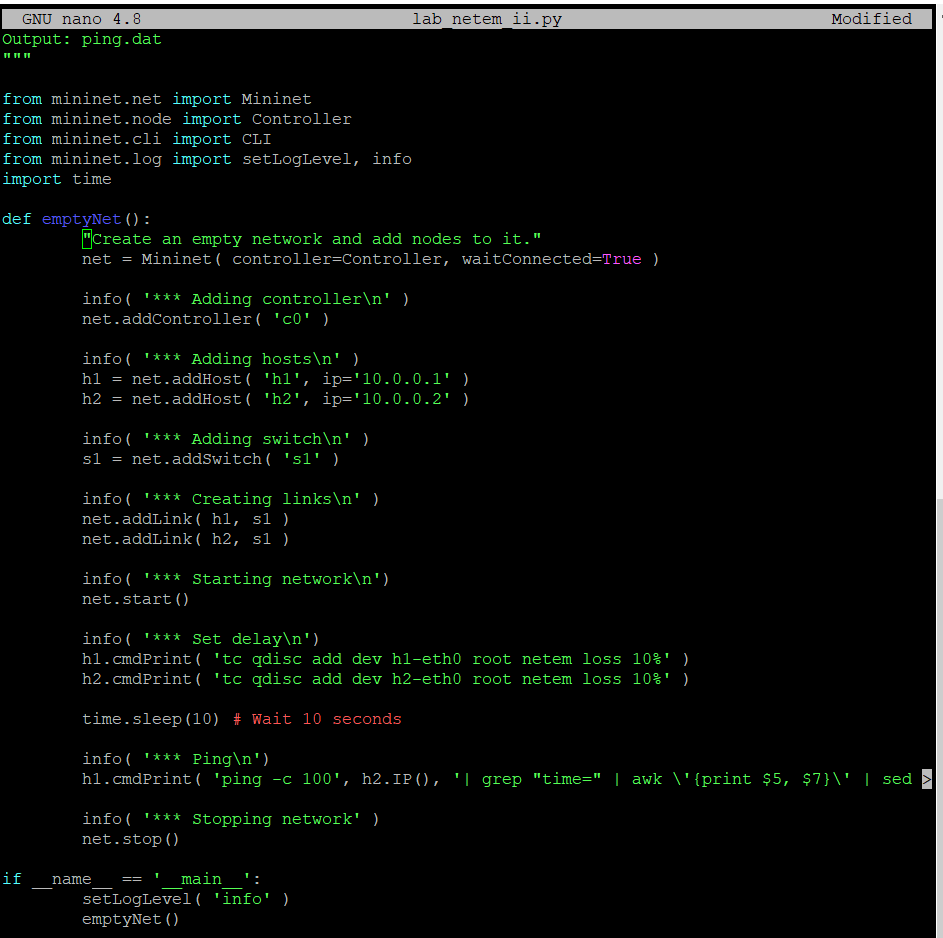 GNU nano 4.8 lab_netem_ii.py Modified
Output: ping.dat
"""
from mininet.net import Mininet
from mininet.node import Controller
from mininet.cli import CLI
from mininet.log import setLogLevel, info
import time
def emptyNet():
"Create an empty network and add nodes to it."
net = Mininet( controller=Controller, waitConnected=True )
info( '*** Adding controller\n' )
net.addController( 'c0' )
info( '*** Adding hosts\n' )
h1 = net.addHost( 'h1', ip='10.0.0.1' )
h2 = net.addHost( 'h2', ip='10.0.0.2' )
info( '*** Adding switch\n' )
s1 = net.addSwitch( 's1' )
info( '*** Creating links\n' )
net.addLink( h1, s1 )
net.addLink( h2, s1 )
info( '*** Starting network\n')
net.start()
info( '*** Set delay\n')
h1.cmdPrint( 'tc qdisc add dev h1-eth0 root netem loss 10%' )
h2.cmdPrint( 'tc qdisc add dev h2-eth0 root netem loss 10%' )
time.sleep(10) # Wait 10 seconds
info( '*** Ping\n')
h1.cmdPrint( 'ping -c 100', h2.IP(), '| grep "time=" | awk \'{print $5, $7}\' | sed >
info( '*** Stopping network' )
net.stop()
if __name__ == '__main__':
setLogLevel( 'info' )
emptyNet()